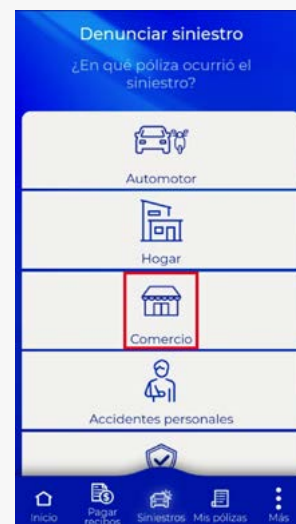 Denunciar siniestro
¿En qué póliza ocurrió el
siniestro?
Automotor
Hogar
Comercio
Accidentes personales
Inicio
Pagar
recibos
Siniestros
Mis pólizas
Más